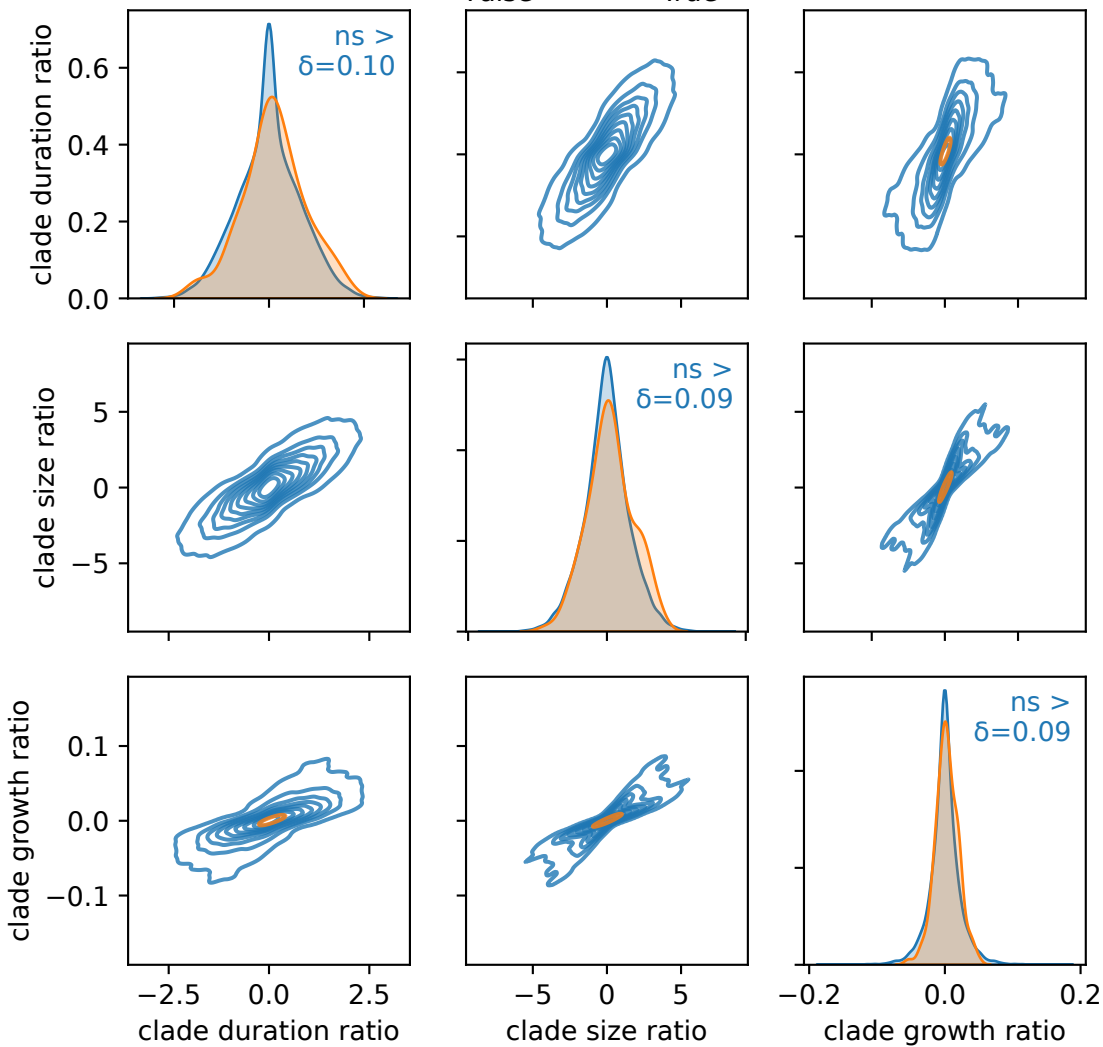 clade duration ratio
0.6
0.4
0.2
0.0
ns >
δ=0.10
clade size ratio
5
0
−5
ns >
δ=0.09
clade growth ratio
0.1
0.0
−0.1
ns >
δ=0.09
−2.5 0.0 2.5
−5 0 5
−0.2 0.0 0.2
clade duration ratio
clade size ratio
clade growth ratio